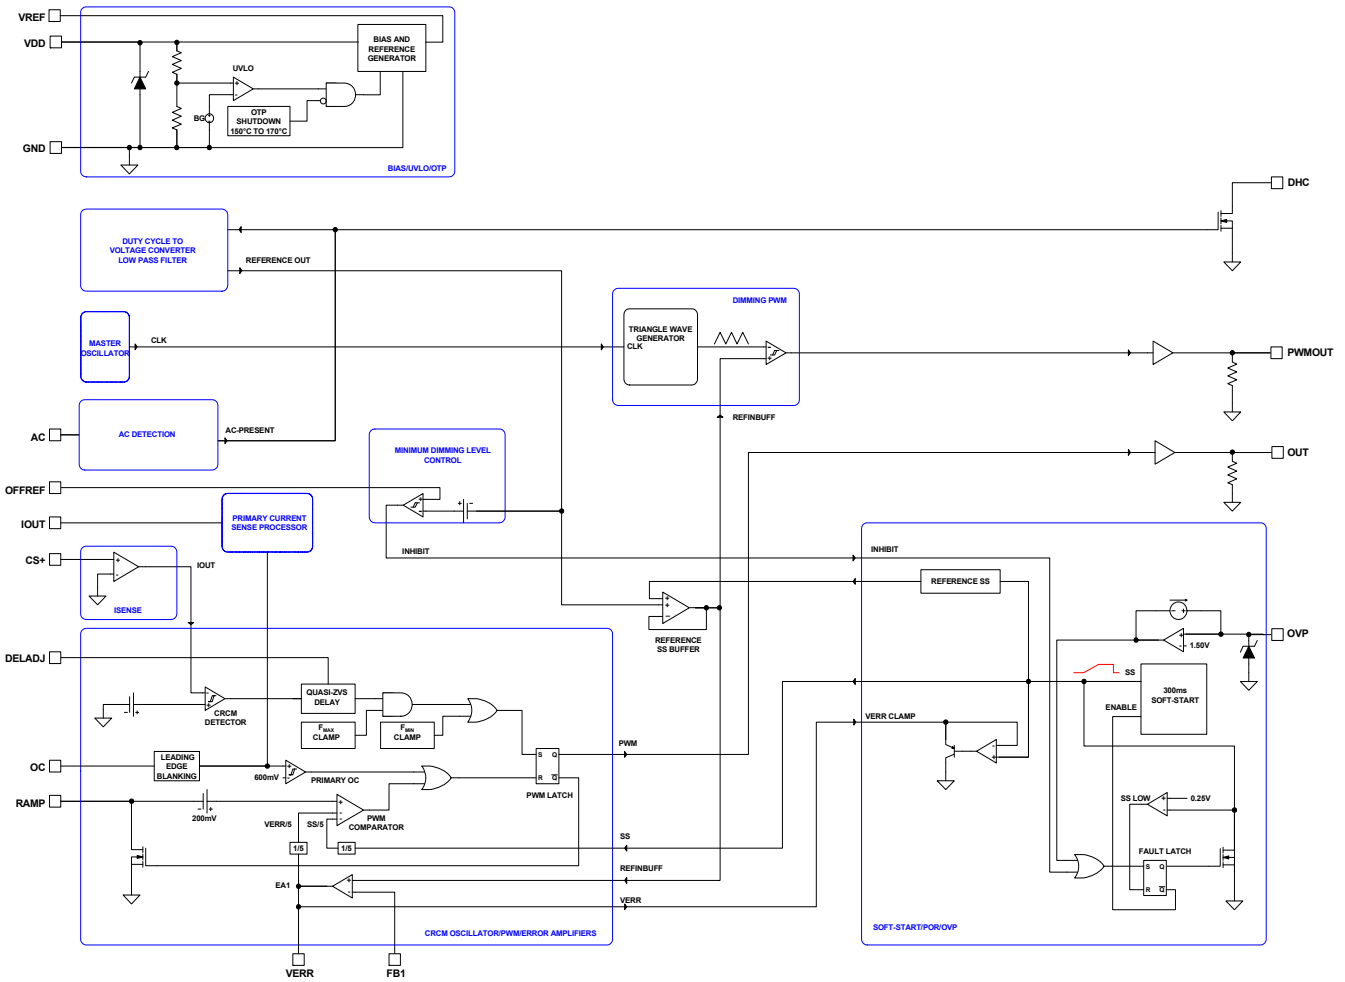 VREF
VDD
BIAS AND
REFERENCE
GENERATOR
UVLO
+
-
BG
OTP
SHUTDOWN
150°C TO 170°C
GND
BIAS/UVLO/OTP
DHC
DUTY CYCLE TO
VOLTAGE CONVERTER
LOW PASS FILTER
REFERENCE OUT
DIMMING PWM
MASTER
OSCILLATOR
CLK
TRIANGLE WAVE
GENERATOR
CLK
PWMOUT
REFINBUFF
AC
AC DETECTION
AC-PRESENT
MINIMUM DIMMING LEVEL
CONTROL
OUT
OFFREF
IOUT
PRIMARY CURRENT
SENSE PROCESSOR
CS+
IOUT
ISENSE
INHIBIT
INHIBIT
REFERENCE SS
REFERENCE
SS BUFFER
OVP
1.50V
DELADJ
QUASI-ZVS
DELAY
CRCM
DETECTOR
FMAX
CLAMP
FMIN
CLAMP
SS
300ms
SOFT-START
ENABLE
VERR CLAMP
PWM
S Q
R Q
PWM LATCH
OC
LEADING
EDGE
BLANKING
600mV
PRIMARY OC
RAMP
200mV
VERR/5
SS/5
PWM
COMPARATOR
SS LOW
0.25V
1/5
1/5
SS
FAULT LATCH
S Q
R Q
REFINBUFF
EA1
VERR
CRCM OSCILLATOR/PWM/ERROR AMPLIFIERS
SOFT-START/POR/OVP
VERR
FB1